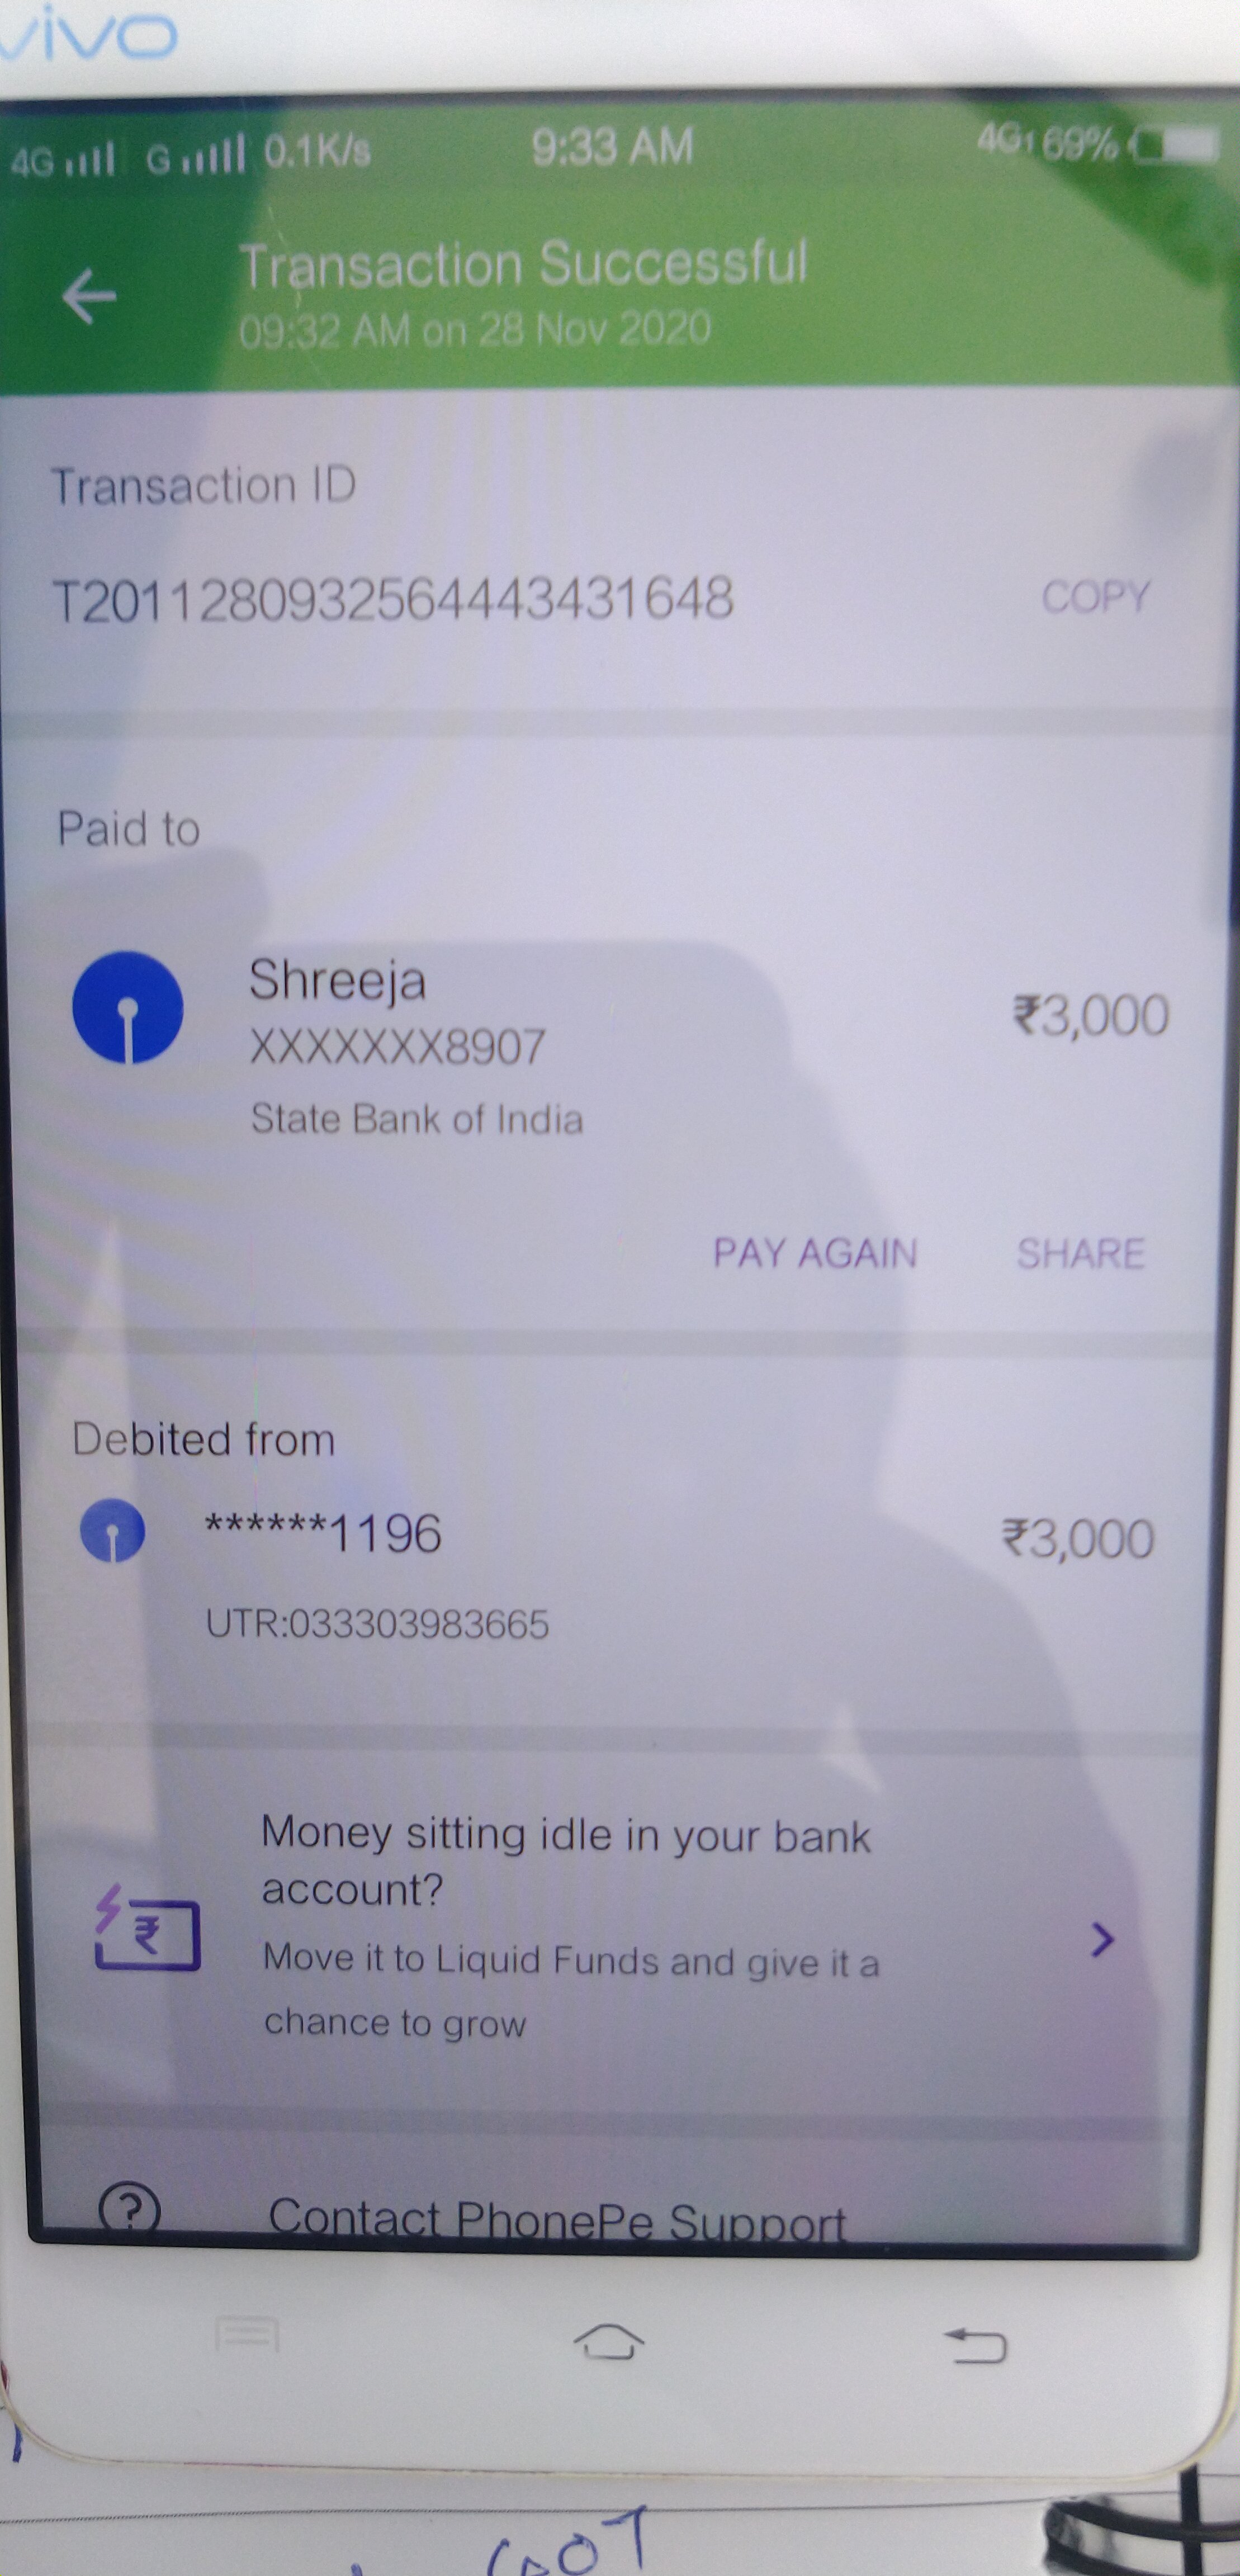 vivo
4G G 0.1K/s 9:33 AM 4G 69%
Transaction Successful
09:32 AM on 28 Nov 2020
Transaction ID
T2011280932564443431648 COPY
Paid to
Shreeja
XXXXXXX8907 ₹3,000
State Bank of India
PAY AGAIN SHARE
Debited from
******1196 ₹3,000
UTR:033303983665
Money sitting idle in your bank
account?
Move it to Liquid Funds and give it a
chance to grow
Contact PhonePe Support